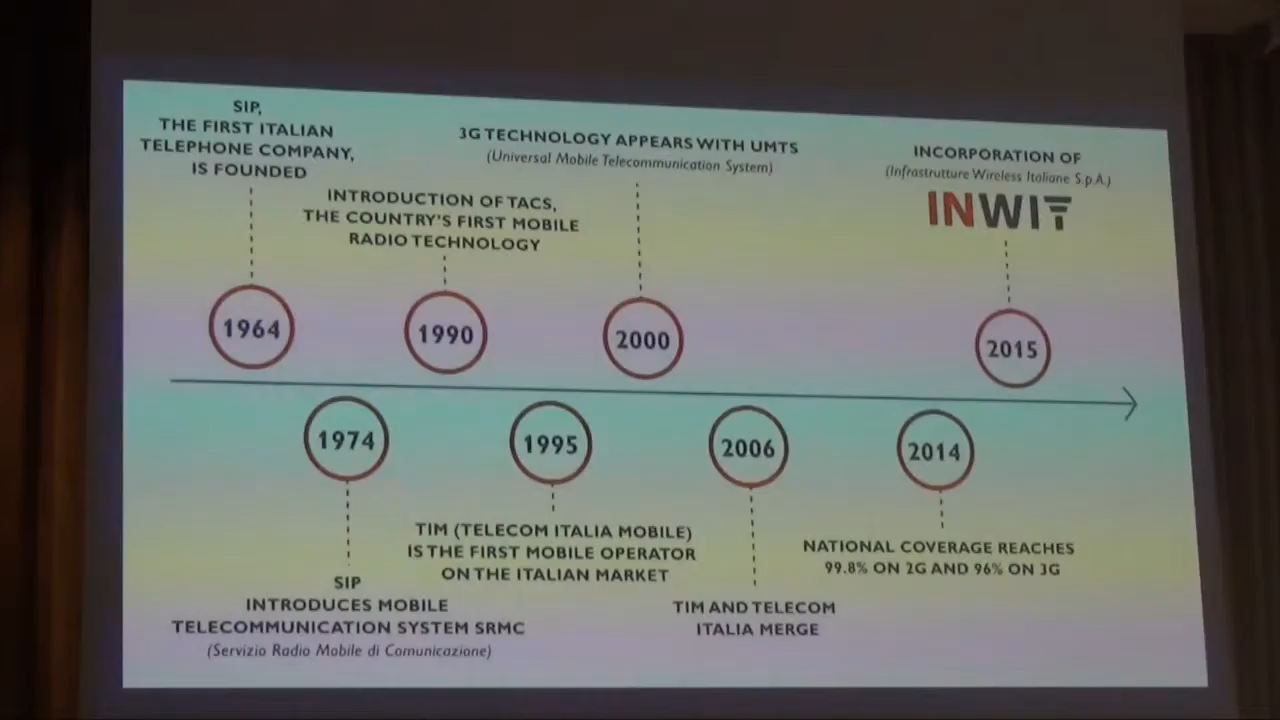 SIP,
THE FIRST ITALIAN
TELEPHONE COMPANY,
IS FOUNDED
INTRODUCTION OF TACS,
THE COUNTRY'S FIRST MOBILE
RADIO TECHNOLOGY
3G TECHNOLOGY APPEARS WITH UMTS
(Universal Mobile Telecommunication System)
INCORPORATION OF
(Infrastrutture Wireless Italiane S.p.A.)
INWIT
1964
1990
2000
2015
1974
1995
2006
2014
SIP
INTRODUCES MOBILE
TELECOMMUNICATION SYSTEM SRMC
(Servizio Radio Mobile di Comunicazione)
TIM (TELECOM ITALIA MOBILE)
IS THE FIRST MOBILE OPERATOR
ON THE ITALIAN MARKET
TIM AND TELECOM
ITALIA MERGE
NATIONAL COVERAGE REACHES
99.8% ON 2G AND 96% ON 3G